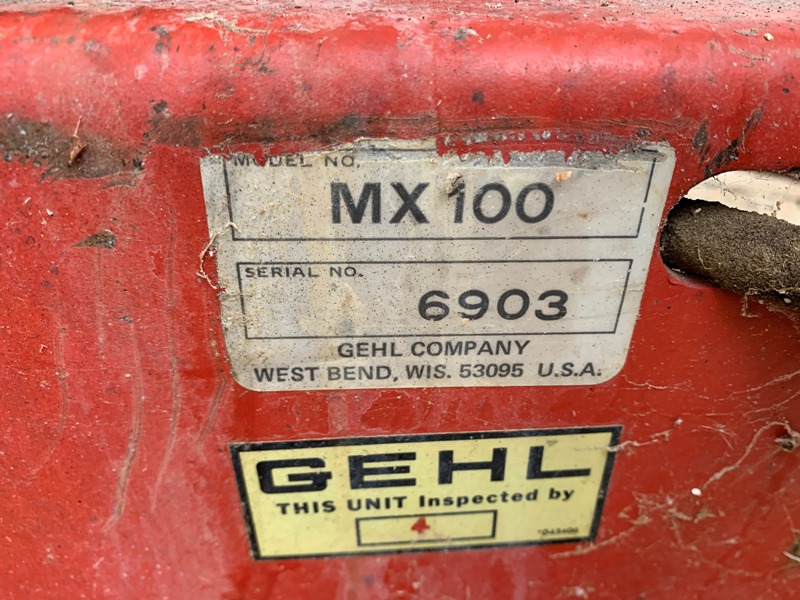 MODEL NO.
MX 100
SERIAL NO.
6903
GEHL COMPANY
WEST BEND, WIS. 53095 U.S.A.
GEHL
THIS UNIT Inspected by
4